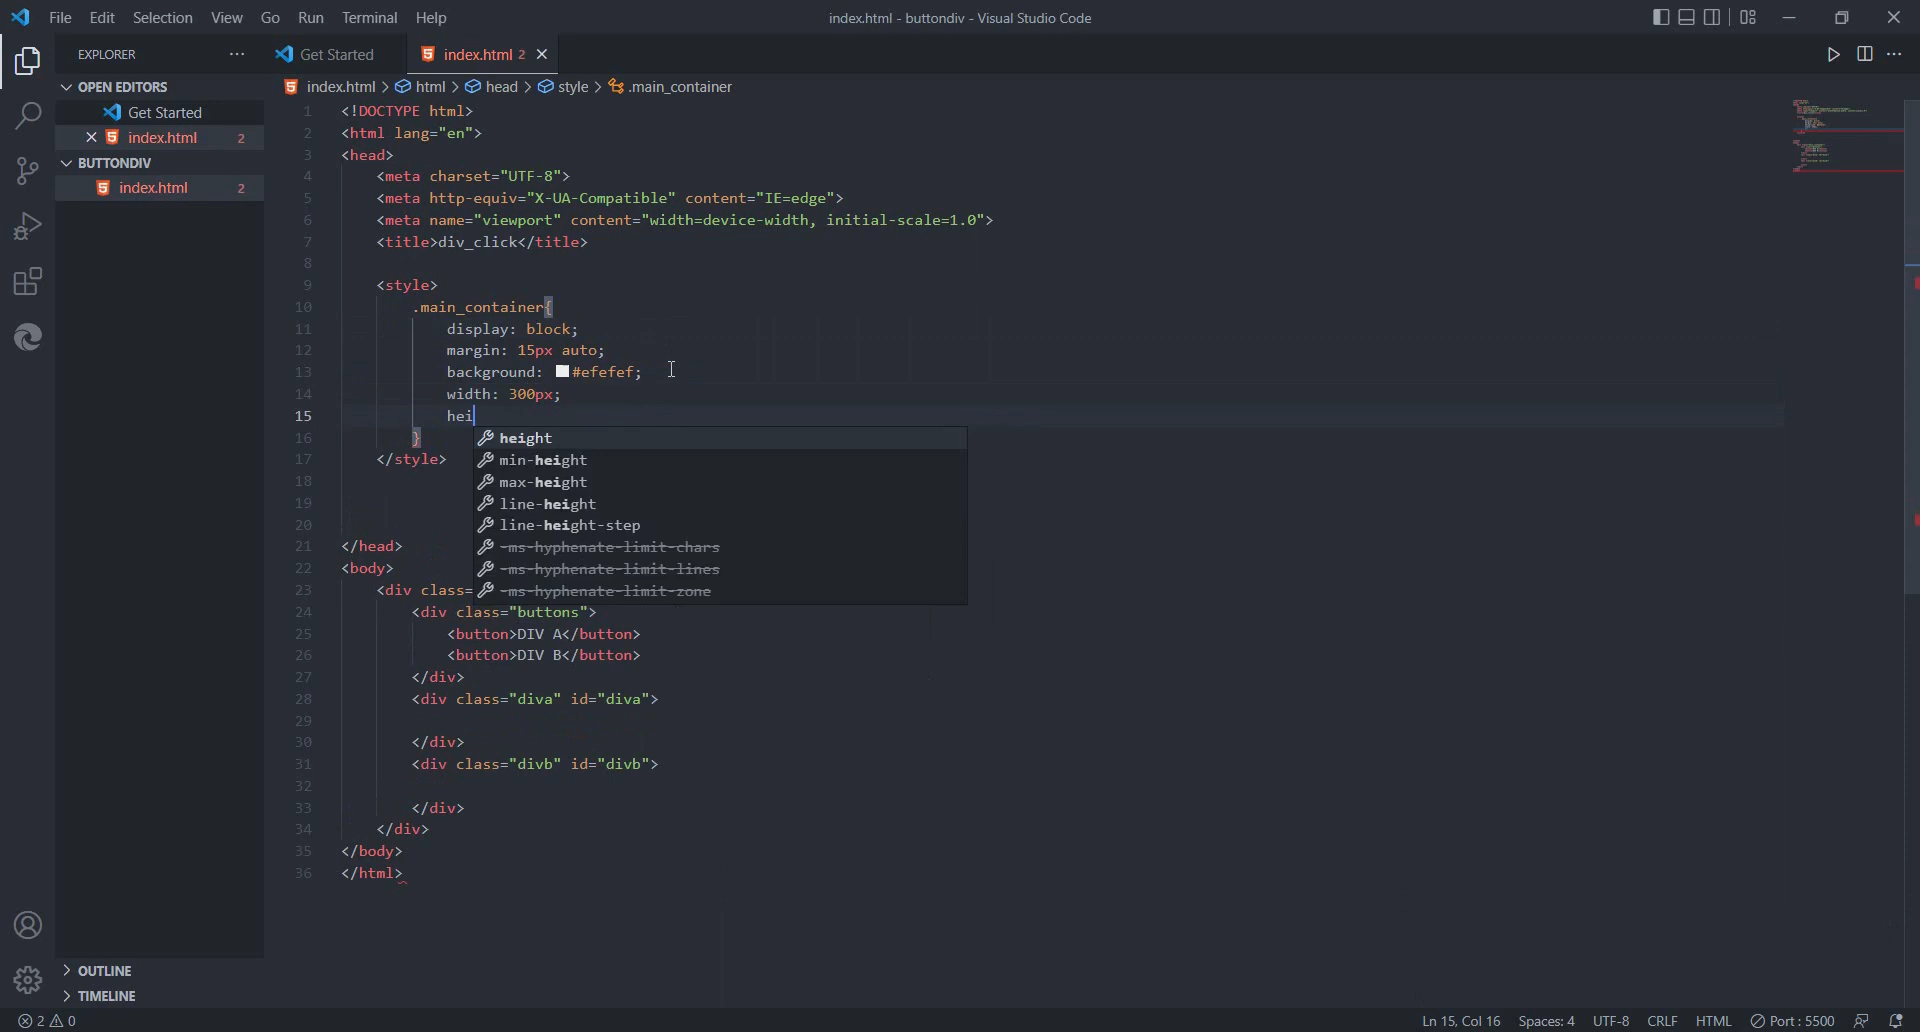 File Edit Selection View Go Run Terminal Help
index.html - buttondiv - Visual Studio Code
EXPLORER
Get Started
index.html 2
OPEN EDITORS
Get Started
index.html 2
BUTTONDIV
index.html 2
index.html > html > head > style > .main_container
1 <!DOCTYPE html>
2 <html lang="en">
3 <head>
4 <meta charset="UTF-8">
5 <meta http-equiv="X-UA-Compatible" content="IE=edge">
6 <meta name="viewport" content="width=device-width, initial-scale=1.0">
7 <title>div_click</title>
8
9 <style>
10 .main_container{
11 display: block;
12 margin: 15px auto;
13 background: #efefef;
14 width: 300px;
15 hei
16 }
height
17 </style>
min-height
18
max-height
19
line-height
20
line-height-step
21 </head>
-ms-hyphenate-limit-chars
22 <body>
-ms-hyphenate-limit-lines
23 <div class=
-ms-hyphenate-limit-zone
24 <div class="buttons">
25 <button>DIV A</button>
26 <button>DIV B</button>
27 </div>
28 <div class="diva" id="diva">
29
30 </div>
31 <div class="divb" id="divb">
32
33 </div>
34 </div>
35 </body>
36 </html>
OUTLINE
TIMELINE
2 0
Ln 15, Col 16 Spaces: 4 UTF-8 CRLF HTML Port : 5500